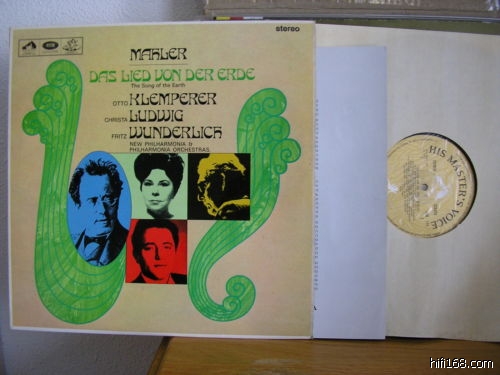 stereo
MAHLER
DAS LIED VON DER ERDE
The Song of the Earth
OTTO KLEMPERER
CHRISTA LUDWIG
FRITZ WUNDERLICH
NEW PHILHARMONIA &
PHILHARMONIA ORCHESTRAS
HIS MASTER'S VOICE
hifi168.com